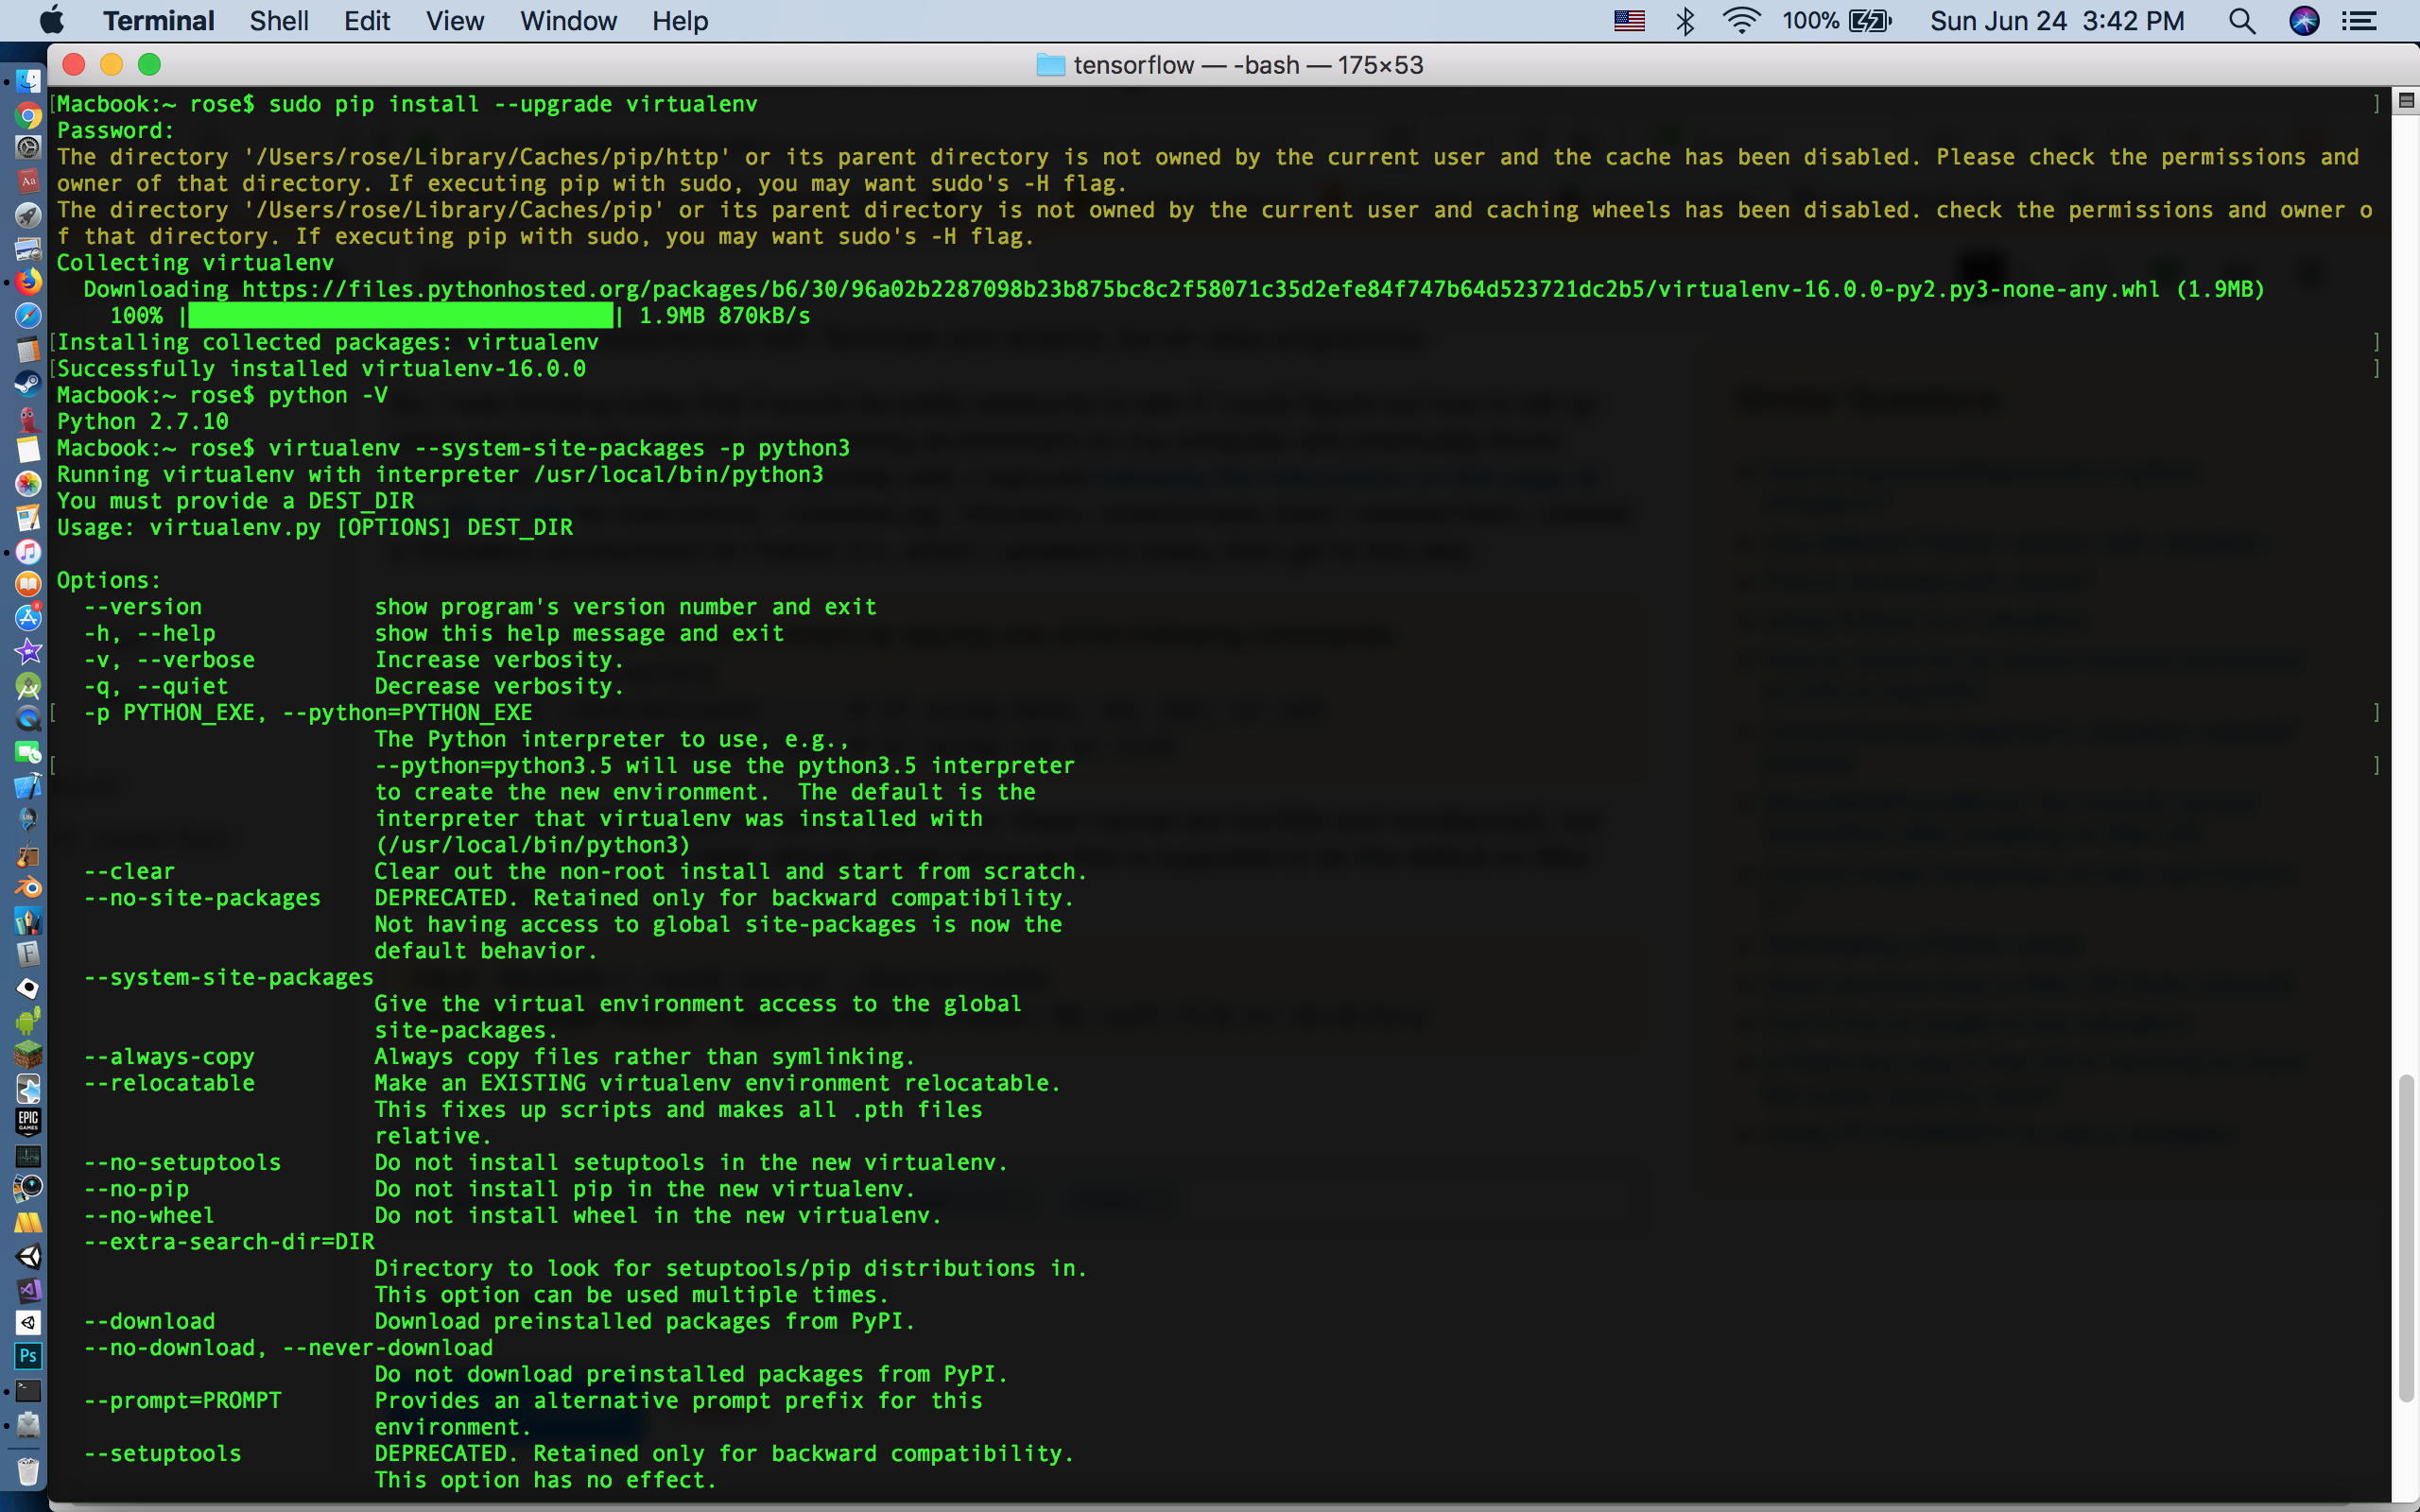 Terminal Shell Edit View Window Help 100% Sun Jun 24 3:42 PM
tensorflow — -bash — 175×53
[Macbook:~ rose$ sudo pip install --upgrade virtualenv ]
Password:
The directory '/Users/rose/Library/Caches/pip/http' or its parent directory is not owned by the current user and the cache has been disabled. Please check the permissions and
owner of that directory. If executing pip with sudo, you may want sudo's -H flag.
The directory '/Users/rose/Library/Caches/pip' or its parent directory is not owned by the current user and caching wheels has been disabled. check the permissions and owner o
f that directory. If executing pip with sudo, you may want sudo's -H flag.
Collecting virtualenv
Downloading https://files.pythonhosted.org/packages/b6/30/96a02b2287098b23b875bc8c2f58071c35d2efe84f747b64d523721dc2b5/virtualenv-16.0.0-py2.py3-none-any.whl (1.9MB)
100% |████████████████████████████████| 1.9MB 870kB/s
[Installing collected packages: virtualenv ]
[Successfully installed virtualenv-16.0.0 ]
Macbook:~ rose$ python -V
Python 2.7.10
Macbook:~ rose$ virtualenv --system-site-packages -p python3
Running virtualenv with interpreter /usr/local/bin/python3
You must provide a DEST_DIR
Usage: virtualenv.py [OPTIONS] DEST_DIR
Options:
--version show program's version number and exit
-h, --help show this help message and exit
-v, --verbose Increase verbosity.
-q, --quiet Decrease verbosity.
[ -p PYTHON_EXE, --python=PYTHON_EXE ]
The Python interpreter to use, e.g.,
[ --python=python3.5 will use the python3.5 interpreter ]
to create the new environment. The default is the
interpreter that virtualenv was installed with
(/usr/local/bin/python3)
--clear Clear out the non-root install and start from scratch.
--no-site-packages DEPRECATED. Retained only for backward compatibility.
Not having access to global site-packages is now the
default behavior.
--system-site-packages
Give the virtual environment access to the global
site-packages.
--always-copy Always copy files rather than symlinking.
--relocatable Make an EXISTING virtualenv environment relocatable.
This fixes up scripts and makes all .pth files
relative.
--no-setuptools Do not install setuptools in the new virtualenv.
--no-pip Do not install pip in the new virtualenv.
--no-wheel Do not install wheel in the new virtualenv.
--extra-search-dir=DIR
Directory to look for setuptools/pip distributions in.
This option can be used multiple times.
--download Download preinstalled packages from PyPI.
--no-download, --never-download
Do not download preinstalled packages from PyPI.
--prompt=PROMPT Provides an alternative prompt prefix for this
environment.
--setuptools DEPRECATED. Retained only for backward compatibility.
This option has no effect.
Aa
EPIC
GAMES
Ps